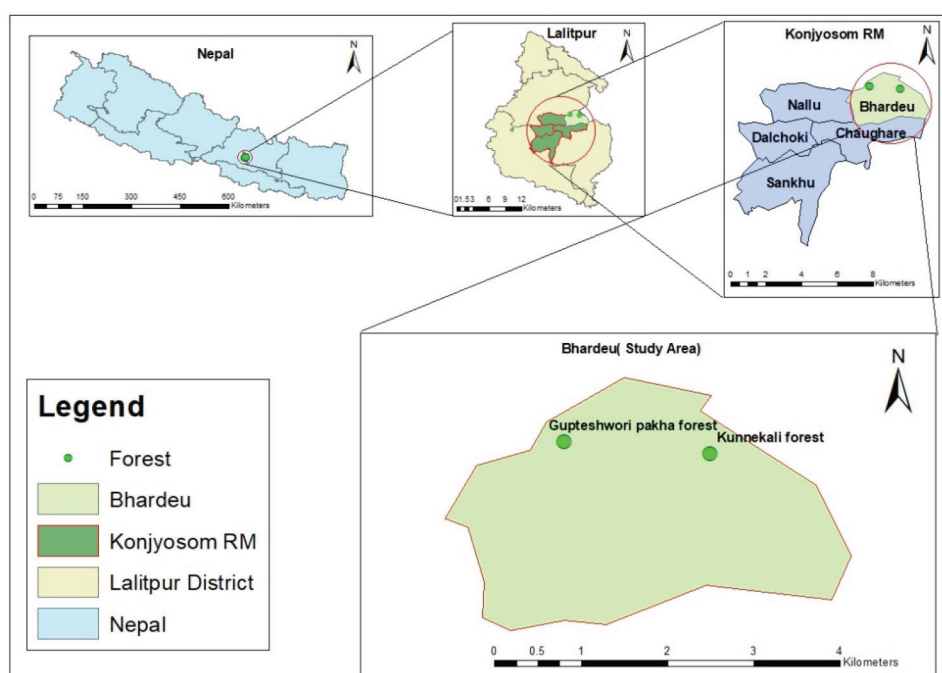 Nepal
N
0 75 150 300 450 600
Kilometers
Lalitpur
N
01.53 6 9 12
Kilometers
Konjyosom RM
N
Nallu
Bhardeu
Dalchoki
Chaughare
Sankhu
0 1 2 4 6 8
Kilometers
Bhardeu( Study Area)
N
Gupteshwori pakha forest
Kunnekali forest
0 0.5 1 2 3 4
Kilometers
Legend
Forest
Bhardeu
Konjyosom RM
Lalitpur District
Nepal